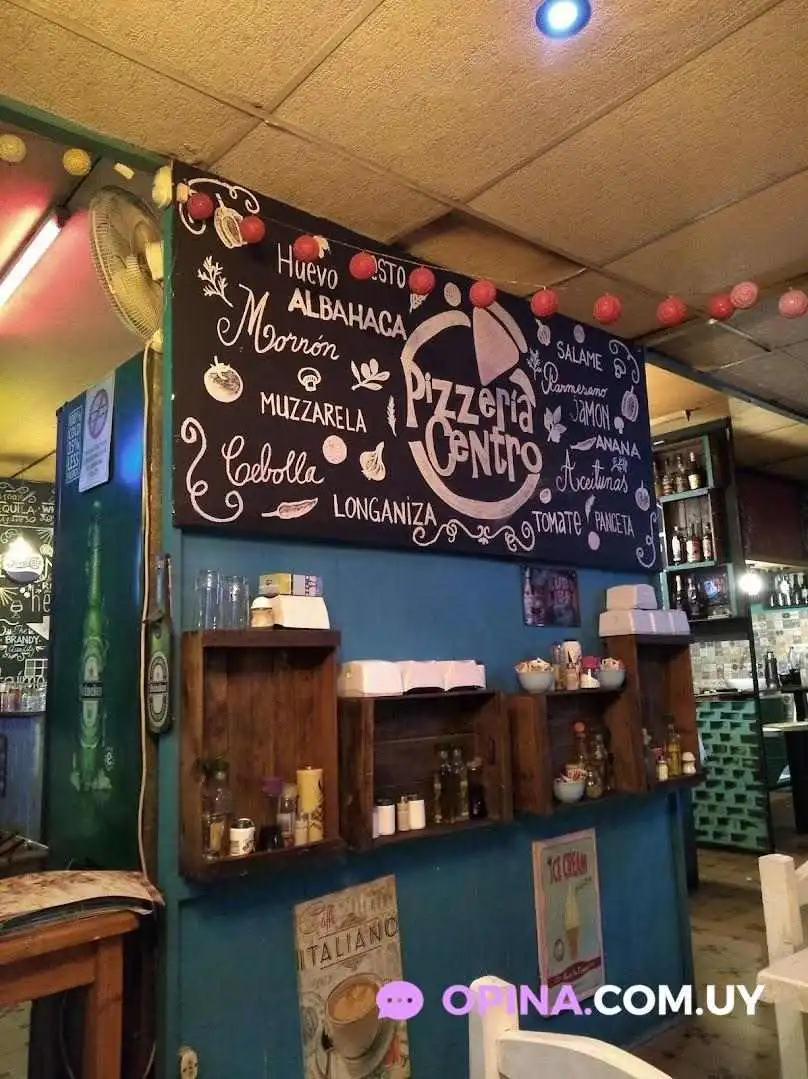 Huevo
ALBAHACA
Morrón
MUZZARELA
Cebolla
LONGANIZA
Pizzería
CENTRO
SALAME
Parmesano
JAMON
ANANA
Aceitunas
TOMATE PANCETA
BRANDY
Heineken
Caffè
ITALIANO
ICE CREAM
OPINA.COM.UY